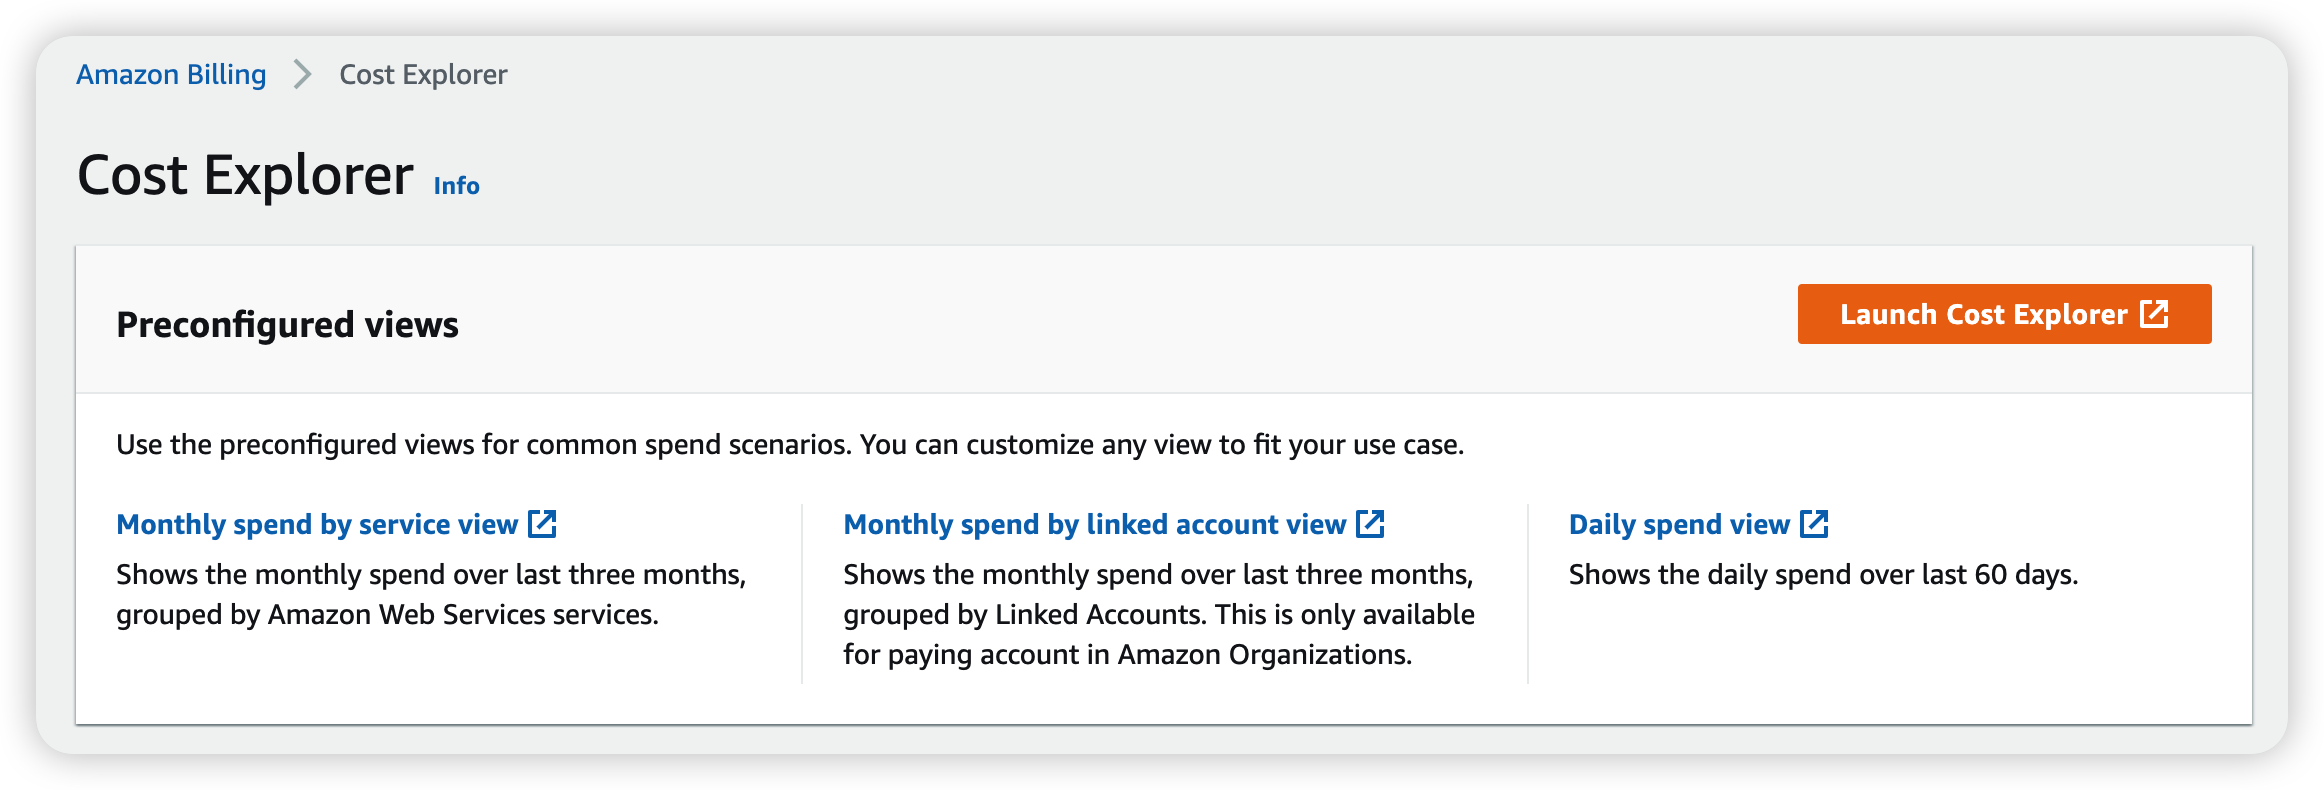 Amazon Billing > Cost Explorer
Cost Explorer Info
Preconfigured views
Launch Cost Explorer
Use the preconfigured views for common spend scenarios. You can customize any view to fit your use case.
Monthly spend by service view
Shows the monthly spend over last three months,
grouped by Amazon Web Services services.
Monthly spend by linked account view
Shows the monthly spend over last three months,
grouped by Linked Accounts. This is only available
for paying account in Amazon Organizations.
Daily spend view
Shows the daily spend over last 60 days.